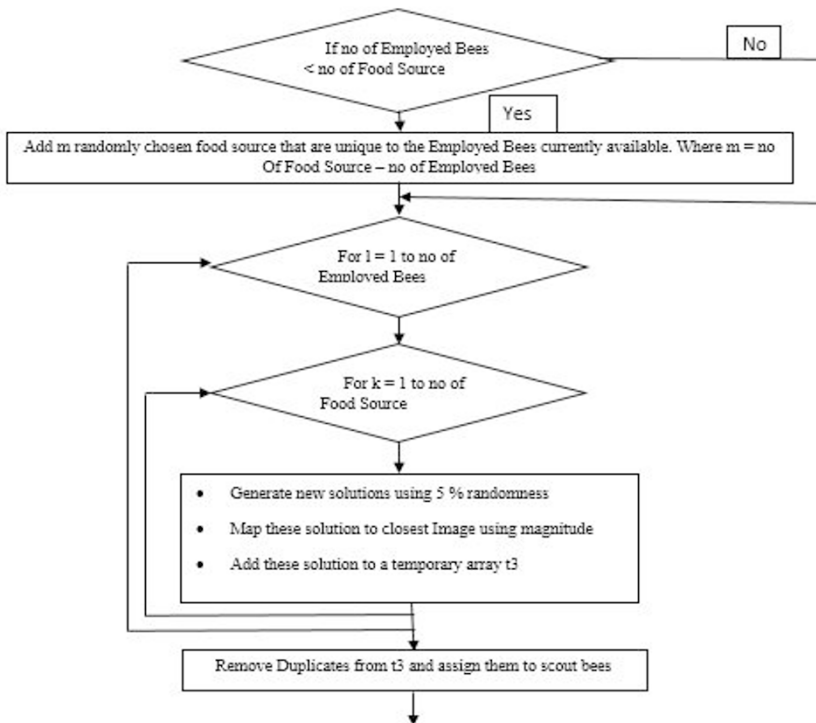 If no of Employed Bees
< no of Food Source
No
Yes
Add m randomly chosen food source that are unique to the Employed Bees currently available. Where m = no
Of Food Source – no of Employed Bees
For l = 1 to no of
Employed Bees
For k = 1 to no of
Food Source
• Generate new solutions using 5 % randomness
• Map these solution to closest Image using magnitude
• Add these solution to a temporary array t3
Remove Duplicates from t3 and assign them to scout bees